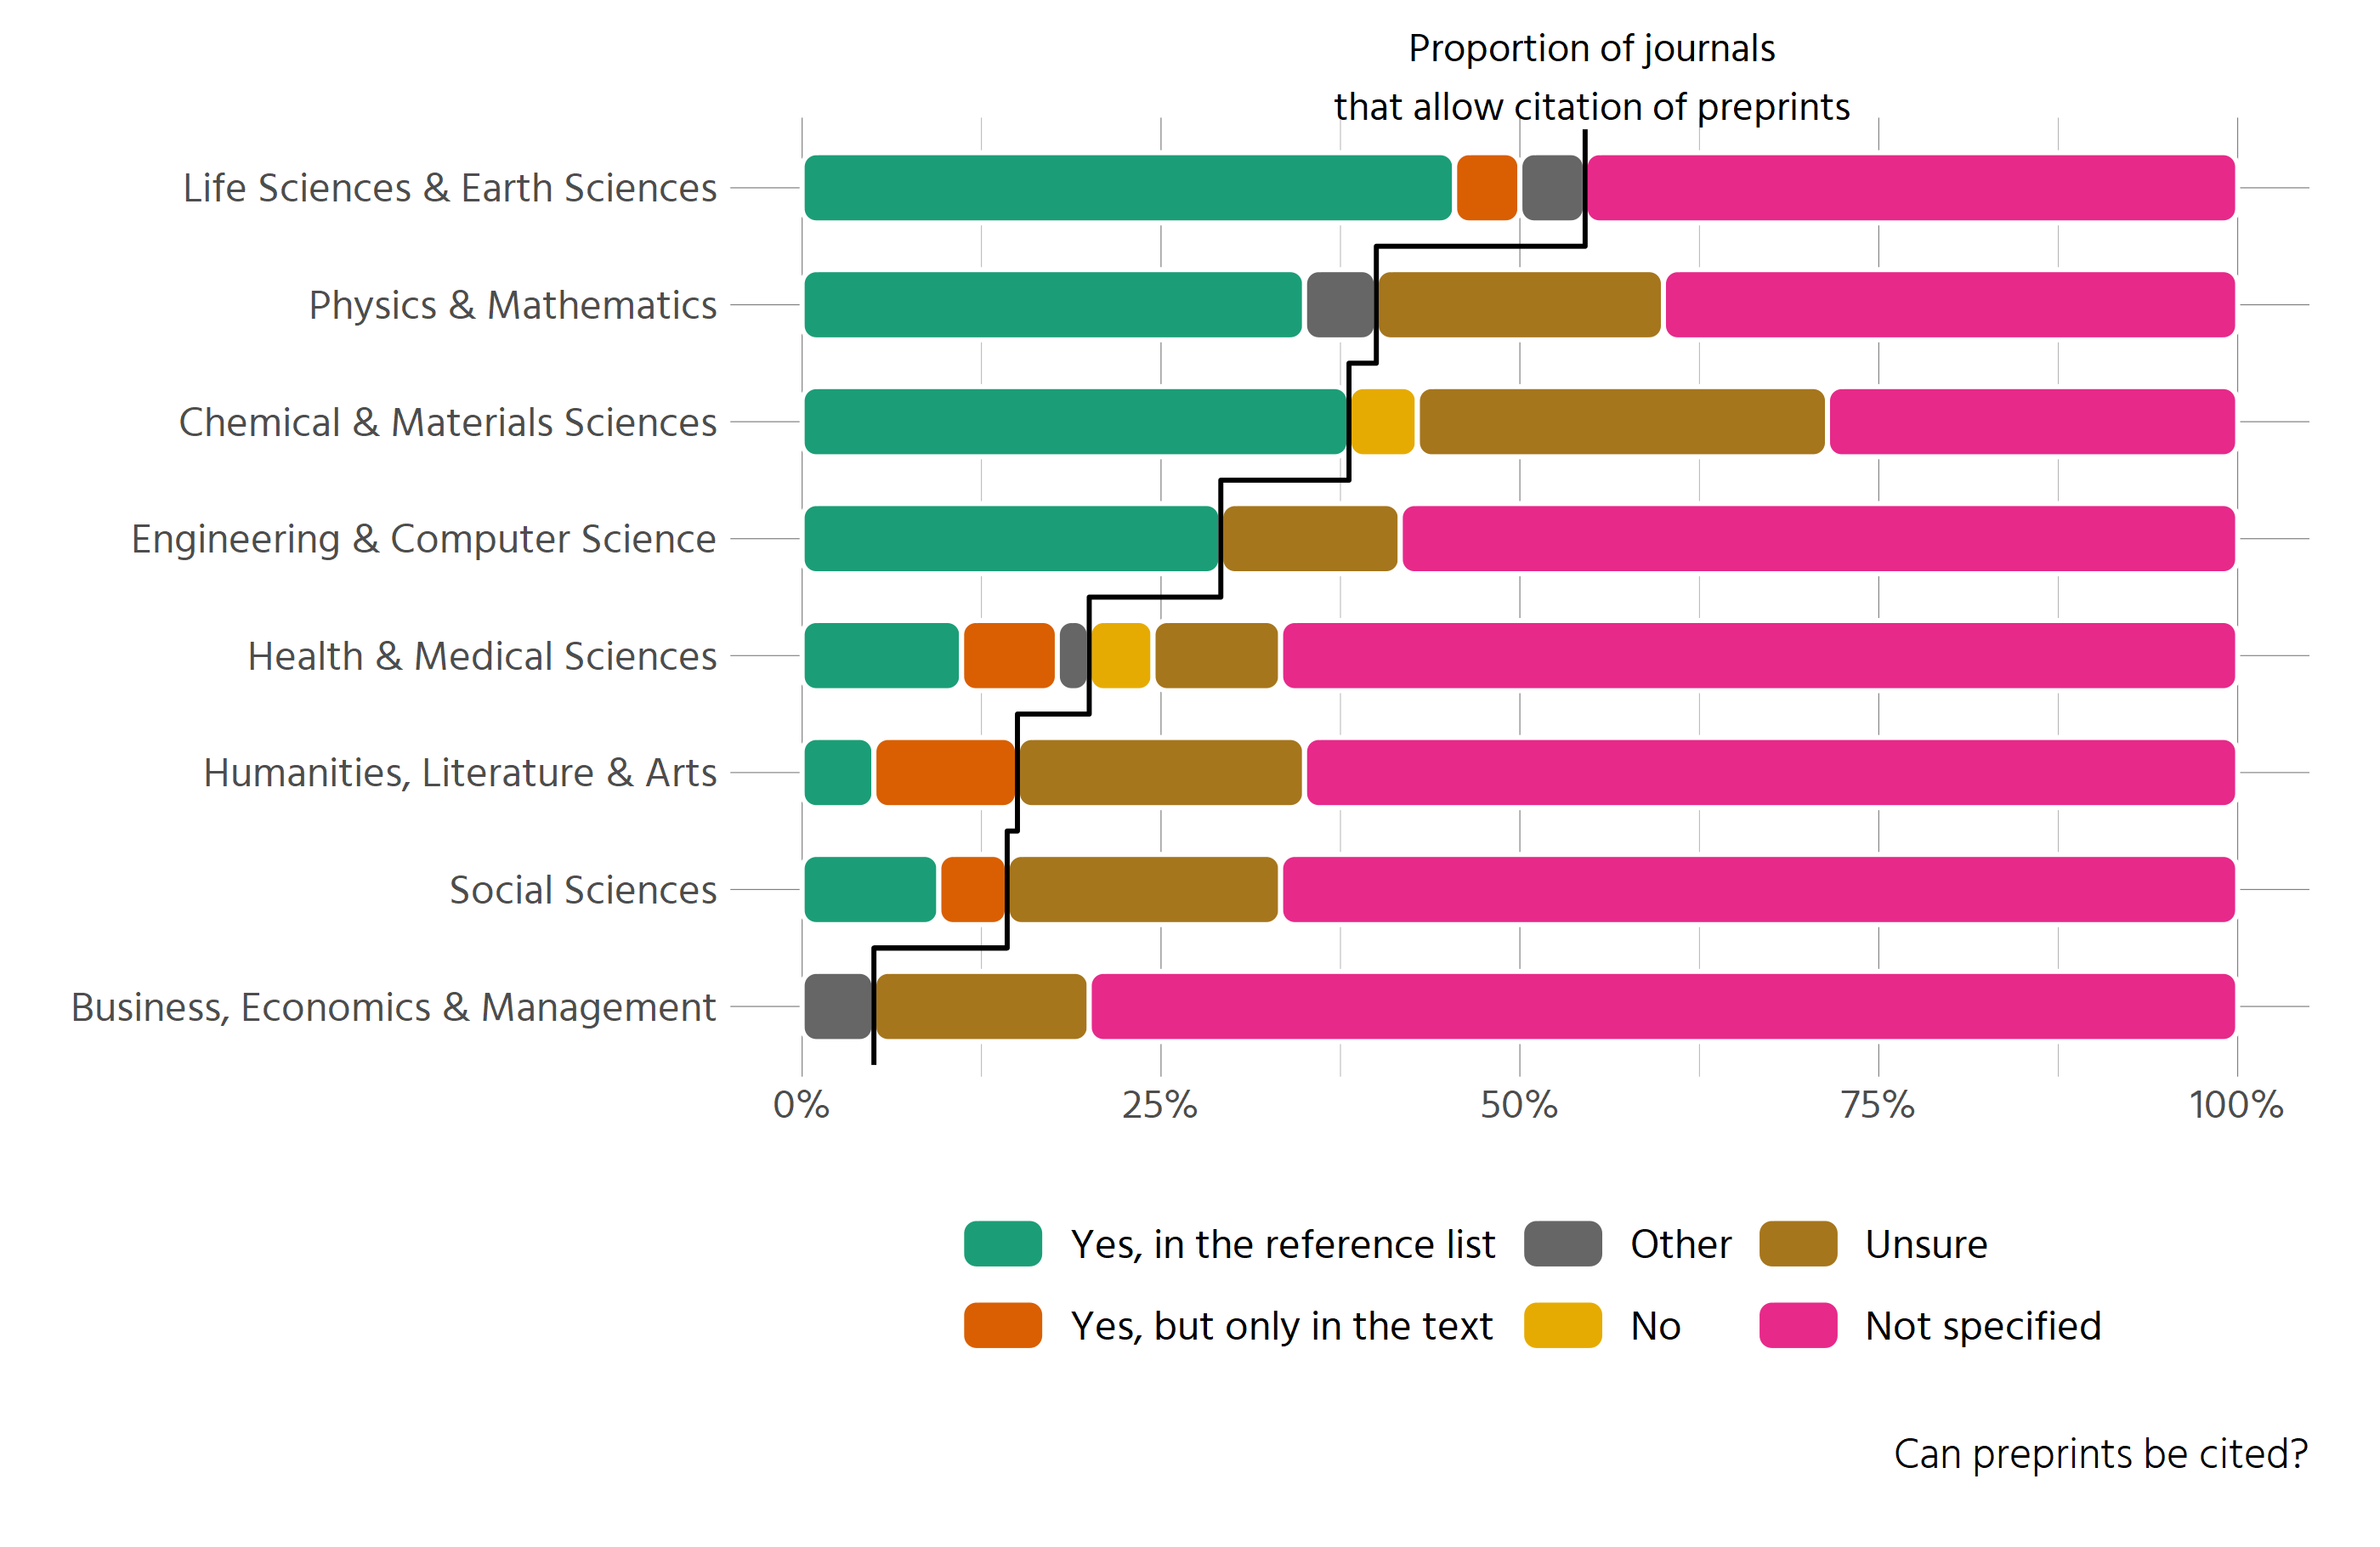 Proportion of journals
that allow citation of preprints
Life Sciences & Earth Sciences
Physics & Mathematics
Chemical & Materials Sciences
Engineering & Computer Science
Health & Medical Sciences
Humanities, Literature & Arts
Social Sciences
Business, Economics & Management
0% 25% 50% 75% 100%
Yes, in the reference list Other Unsure
Yes, but only in the text No Not specified
Can preprints be cited?